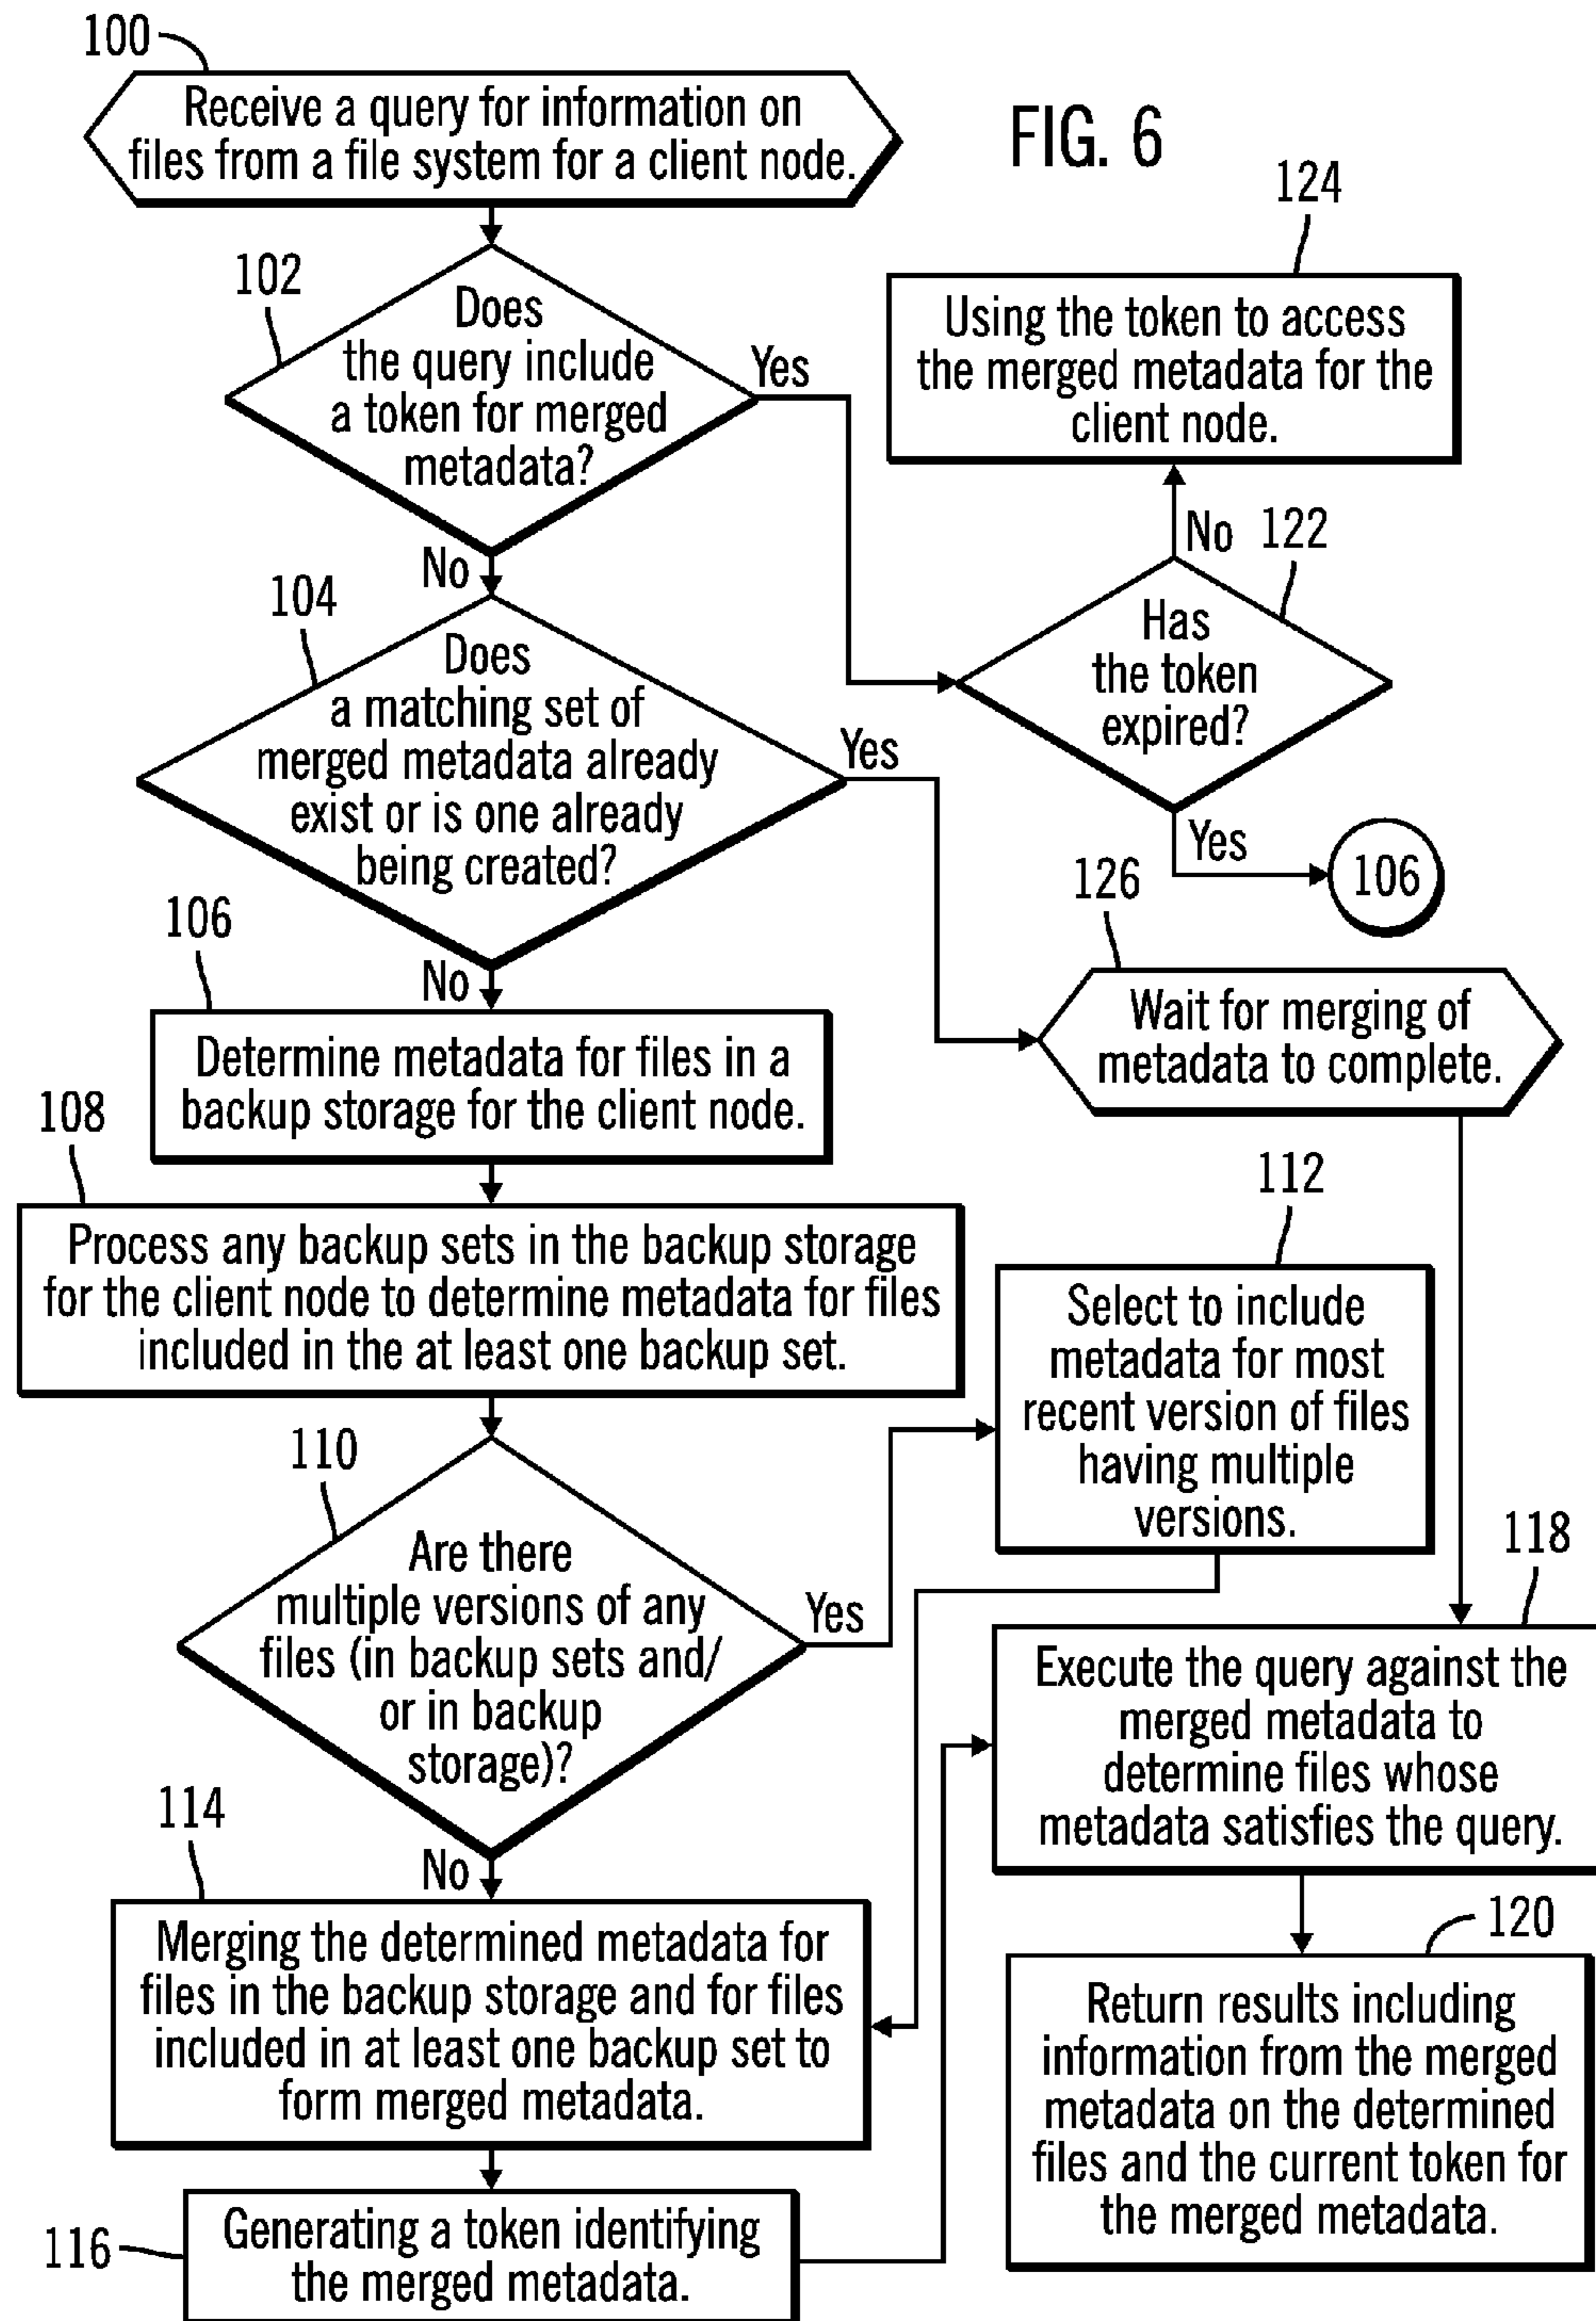 100
Receive a query for information on
files from a file system for a client node.
FIG. 6
102
Does
the query include
a token for merged
metadata?
Yes
No
124
Using the token to access
the merged metadata for the
client node.
No
122
Has
the token
expired?
Yes
106
104
Does
a matching set of
merged metadata already
exist or is one already
being created?
Yes
No
126
Wait for merging of
metadata to complete.
106
Determine metadata for files in a
backup storage for the client node.
108
Process any backup sets in the backup storage
for the client node to determine metadata for files
included in the at least one backup set.
110
Are there
multiple versions of any
files (in backup sets and/
or in backup
storage)?
Yes
No
112
Select to include
metadata for most
recent version of files
having multiple
versions.
114
Merging the determined metadata for
files in the backup storage and for files
included in at least one backup set to
form merged metadata.
116
Generating a token identifying
the merged metadata.
118
Execute the query against the
merged metadata to
determine files whose
metadata satisfies the query.
120
Return results including
information from the merged
metadata on the determined
files and the current token for
the merged metadata.